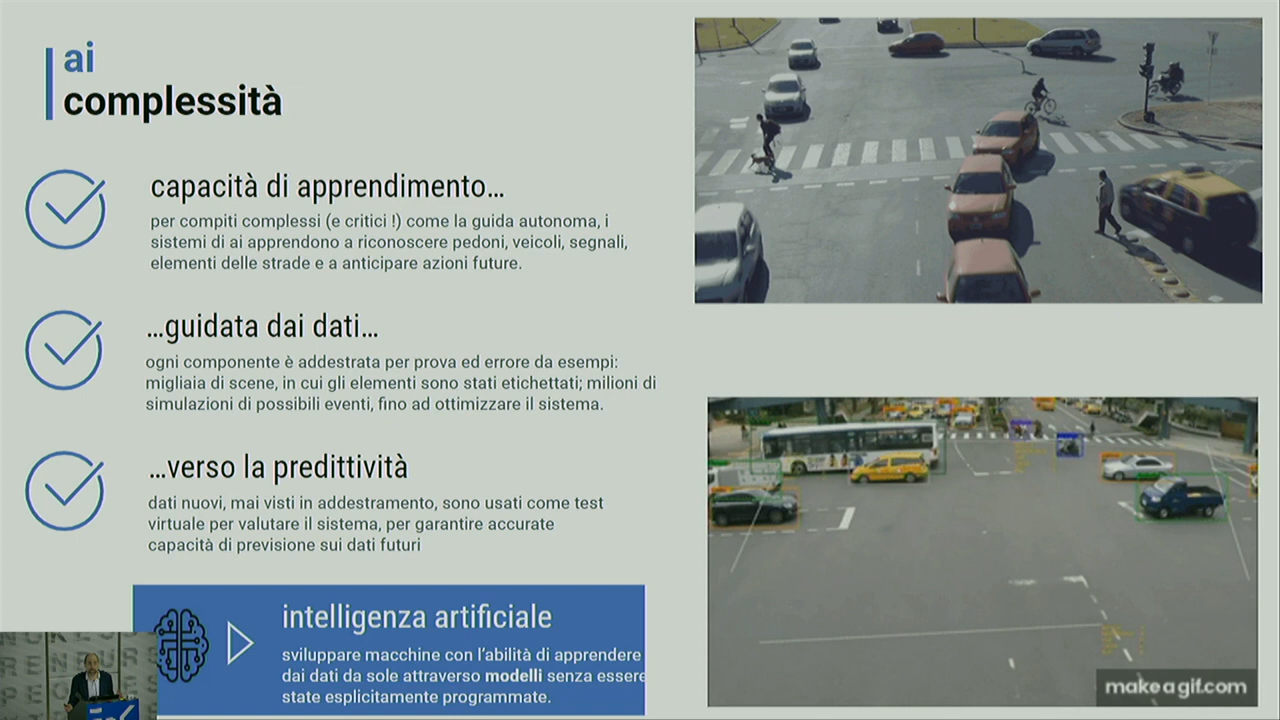 ai
complessità
capacità di apprendimento...
per compiti complessi (e critici !) come la guida autonoma, i
sistemi di ai apprendono a riconoscere pedoni, veicoli, segnali,
elementi delle strade e a anticipare azioni future.
...guidata dai dati...
ogni componente è addestrata per prova ed errore da esempi:
migliaia di scene, in cui gli elementi sono stati etichettati; milioni di
simulazioni di possibili eventi, fino ad ottimizzare il sistema.
...verso la predittività
dati nuovi, mai visti in addestramento, sono usati come test
virtuale per valutare il sistema, per garantire accurate
capacità di previsione sui dati futuri
intelligenza artificiale
sviluppare macchine con l'abilità di apprendere
dai dati da sole attraverso modelli senza essere
state esplicitamente programmate.
makeagif.com